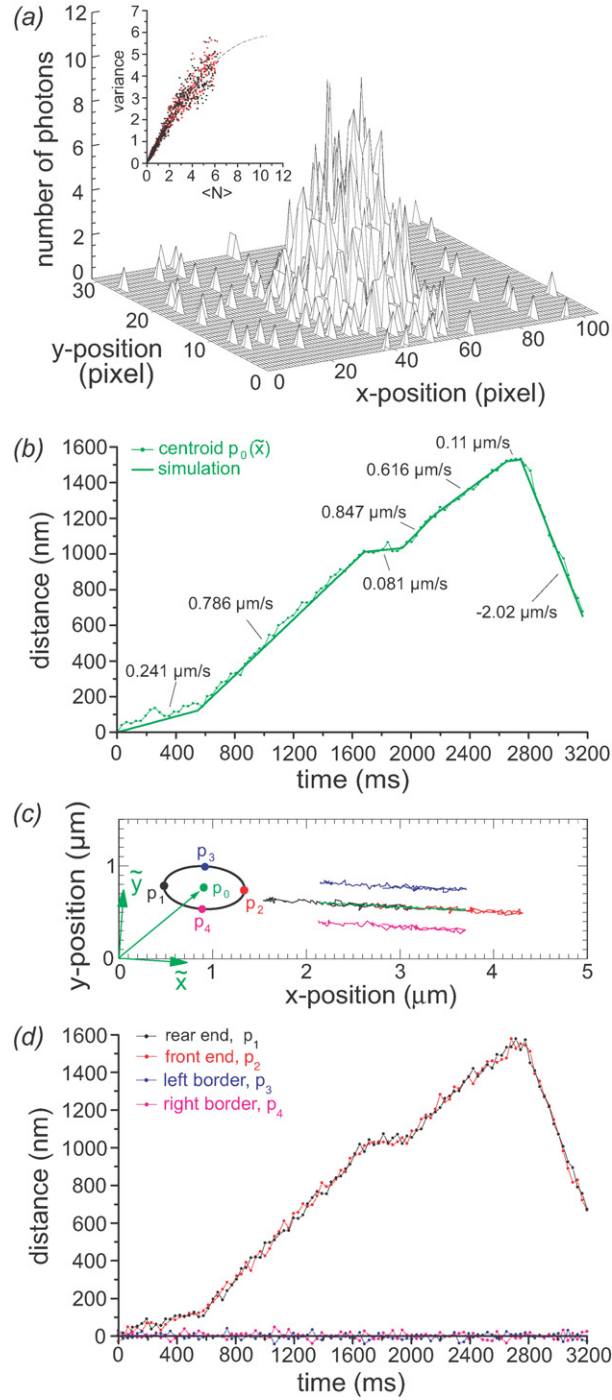 (a)
12
10
8
6
4
2
0
number of photons
7
6
5
4
3
2
1
0
variance
0 2 4 6 8 10 12
<N>
30
20
10
0
y-position
(pixel)
0
20
40
60
80
100
x-position (pixel)
(b)
1600
1400
1200
1000
800
600
400
200
0
distance (nm)
centroid p₀(x̃)
simulation
0.11 µm/s
0.616 µm/s
0.847 µm/s
0.081 µm/s
0.786 µm/s
-2.02 µm/s
0.241 µm/s
0 400 800 1200 1600 2000 2400 2800 3200
time (ms)
(c)
y-position (µm)
1
0
ỹ
x̃
p₃
p₁
p₀
p₂
p₄
0 1 2 3 4 5
x-position (µm)
(d)
1600
1400
1200
1000
800
600
400
200
0
distance (nm)
rear end, p₁
front end, p₂
left border, p₃
right border, p₄
0 400 800 1200 1600 2000 2400 2800 3200
time (ms)